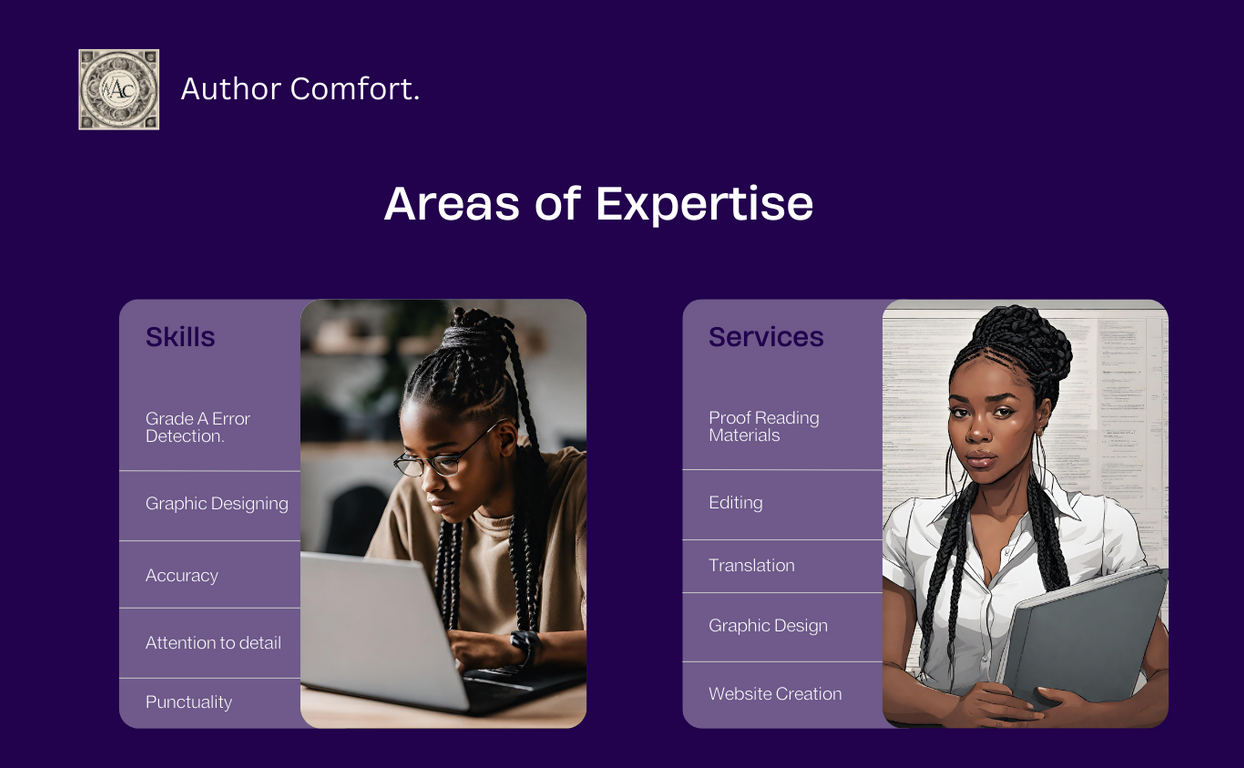 Author Comfort.
Areas of Expertise
Skills
Grade A Error
Detection.
Graphic Designing
Accuracy
Attention to detail
Punctuality
Services
Proof Reading
Materials
Editing
Translation
Graphic Design
Website Creation